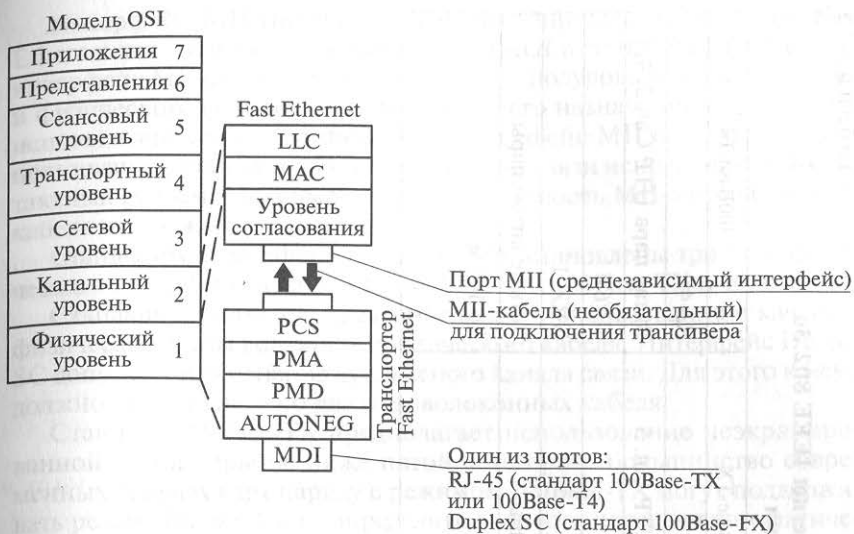 Модель OSI
Приложения 7
Представления 6
Сеансовый
уровень 5
Транспортный
уровень 4
Сетевой
уровень 3
Канальный
уровень 2
Физический
уровень 1
Fast Ethernet
LLC
MAC
Уровень
согласования
Порт MII (среднезависимый интерфейс)
MII-кабель (необязательный)
для подключения трансивера
PCS
PMA
PMD
AUTONEG
MDI
Транспортер
Fast Ethernet
Один из портов:
RJ-45 (стандарт 100Base-TX
или 100Base-T4)
Duplex SC (стандарт 100Base-FX)